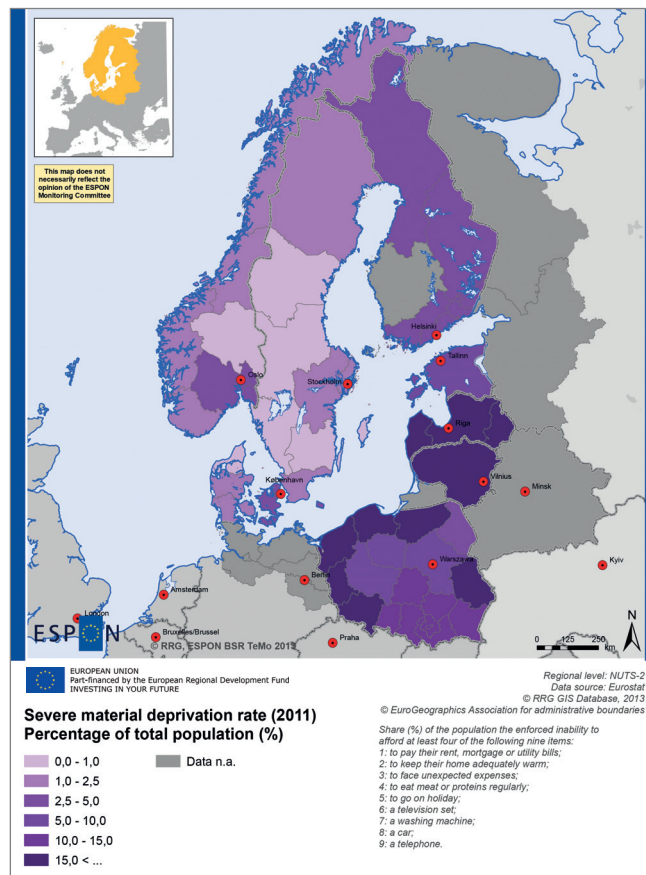 This map does not
necessarily reflect the
opinion of the ESPON
Monitoring Committee
Helsinki
Tallinn
Oslo
Stockholm
Riga
København
Vilnius
Minsk
Warszawa
Kyiv
Berlin
Amsterdam
London
Bruxelles/Brussel
Praha
ESPON
© RRG, ESPON BSR TeMo 2013
N
0 125 250
km
EUROPEAN UNION
Part-financed by the European Regional Development Fund
INVESTING IN YOUR FUTURE
Regional level: NUTS-2
Data source: Eurostat
© RRG GIS Database, 2013
© EuroGeographics Association for administrative boundaries
Severe material deprivation rate (2011)
Percentage of total population (%)
0,0 - 1,0
1,0 - 2,5
2,5 - 5,0
5,0 - 10,0
10,0 - 15,0
15,0 < ...
Data n.a.
Share (%) of the population the enforced inability to
afford at least four of the following nine items:
1: to pay their rent, mortgage or utility bills;
2: to keep their home adequately warm;
3: to face unexpected expenses;
4: to eat meat or proteins regularly;
5: to go on holiday;
6: a television set;
7: a washing machine;
8: a car;
9: a telephone.